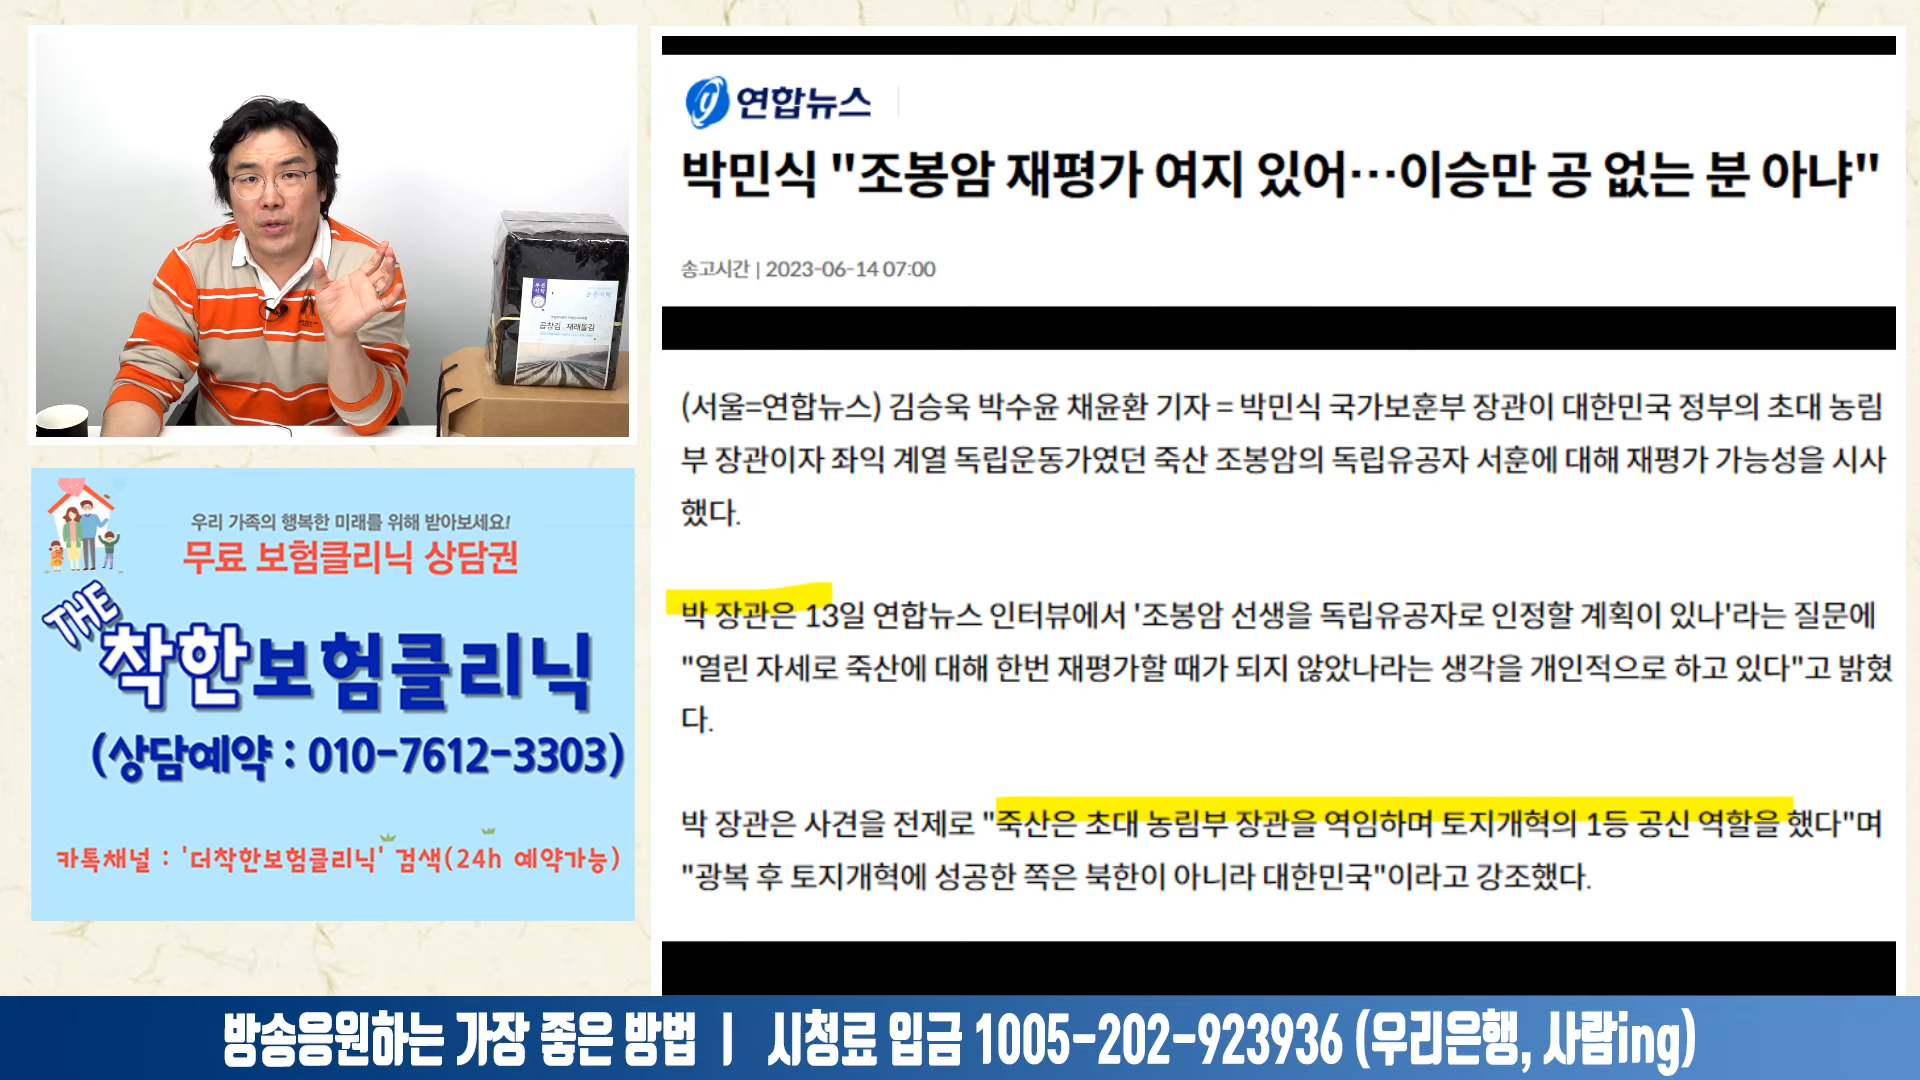 곱창김. 재래돌김
우리 가족의 행복한 미래를 위해 받아보세요!
무료 보험클리닉 상담권
THE
착한보험클리닉
(상담예약 : 010-7612-3303)
카톡채널 : '더착한보험클리닉' 검색(24h 예약가능)
연합뉴스
박민식 "조봉암 재평가 여지 있어…이승만 공 없는 분 아냐"
송고시간 | 2023-06-14 07:00
(서울=연합뉴스) 김승욱 박수윤 채윤환 기자 = 박민식 국가보훈부 장관이 대한민국 정부의 초대 농림
부 장관이자 좌익 계열 독립운동가였던 죽산 조봉암의 독립유공자 서훈에 대해 재평가 가능성을 시사
했다.
박 장관은 13일 연합뉴스 인터뷰에서 '조봉암 선생을 독립유공자로 인정할 계획이 있나'라는 질문에
"열린 자세로 죽산에 대해 한번 재평가할 때가 되지 않았나라는 생각을 개인적으로 하고 있다"고 밝혔
다.
박 장관은 사견을 전제로 "죽산은 초대 농림부 장관을 역임하며 토지개혁의 1등 공신 역할을 했다"며
"광복 후 토지개혁에 성공한 쪽은 북한이 아니라 대한민국"이라고 강조했다.
방송응원하는 가장 좋은 방법 | 시청료 입금 1005-202-923936 (우리은행, 사람ing)